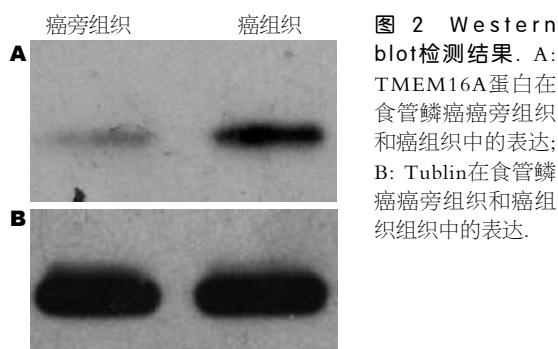 癌旁组织 癌组织
A
B
图 2 Western
blot检测结果. A:
TMEM16A蛋白在
食管鳞癌癌旁组织
和癌组织中的表达;
B: Tublin在食管鳞
癌癌旁组织和癌组
织组织中的表达.